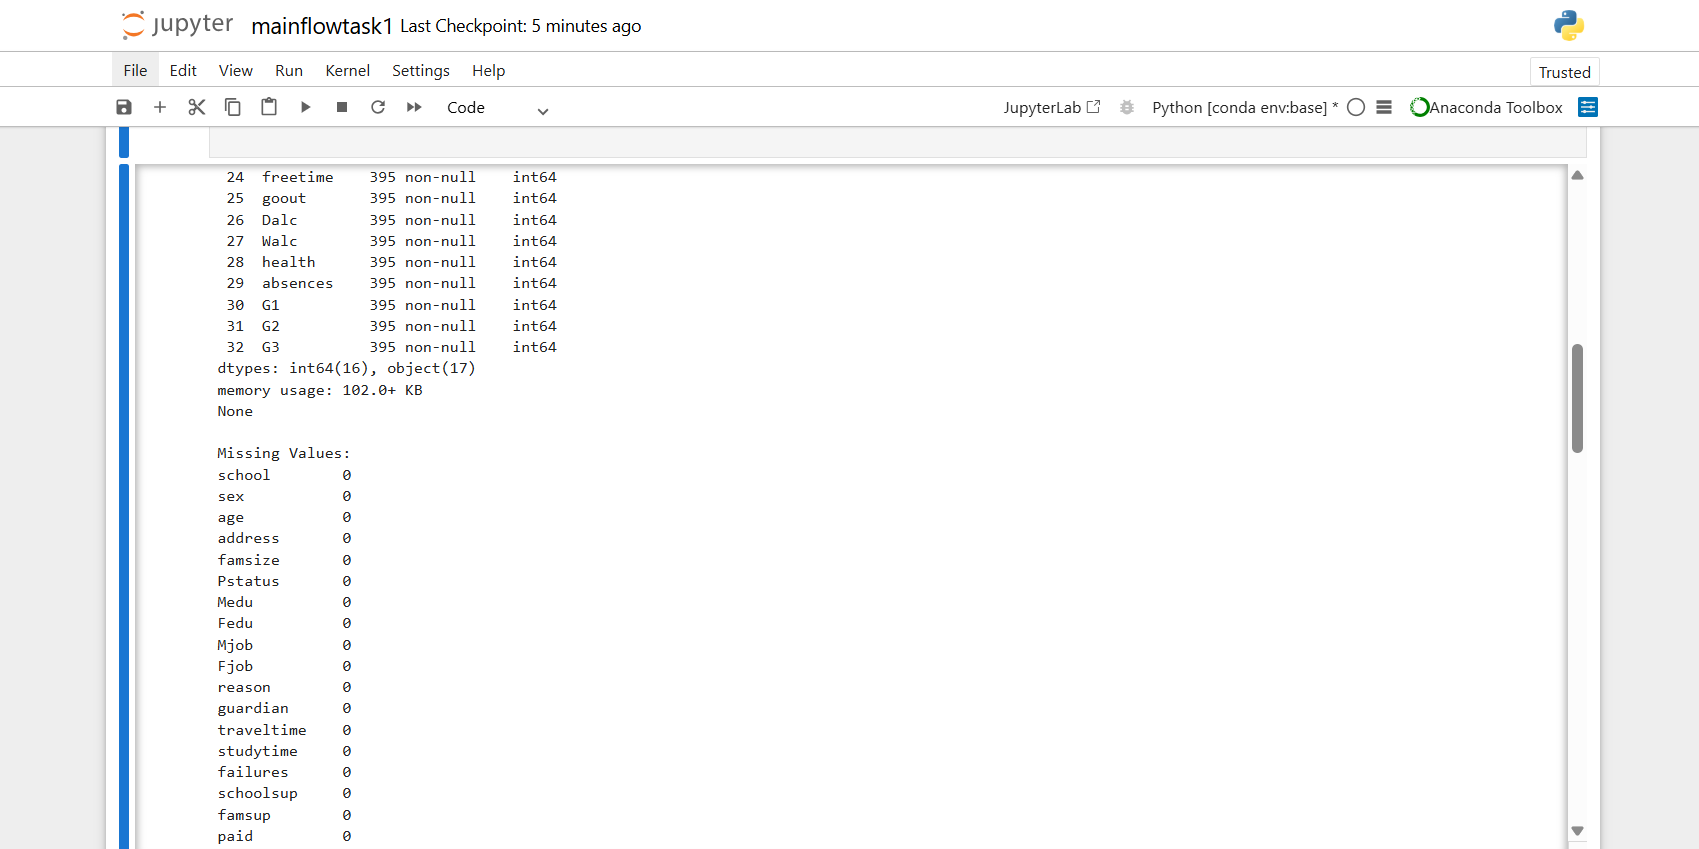 jupyter mainflowtask1 Last Checkpoint: 5 minutes ago
File Edit View Run Kernel Settings Help Trusted
Code JupyterLab Python [conda env:base] * Anaconda Toolbox
24 freetime 395 non-null int64
25 goout 395 non-null int64
26 Dalc 395 non-null int64
27 Walc 395 non-null int64
28 health 395 non-null int64
29 absences 395 non-null int64
30 G1 395 non-null int64
31 G2 395 non-null int64
32 G3 395 non-null int64
dtypes: int64(16), object(17)
memory usage: 102.0+ KB
None
Missing Values:
school 0
sex 0
age 0
address 0
famsize 0
Pstatus 0
Medu 0
Fedu 0
Mjob 0
Fjob 0
reason 0
guardian 0
traveltime 0
studytime 0
failures 0
schoolsup 0
famsup 0
paid 0